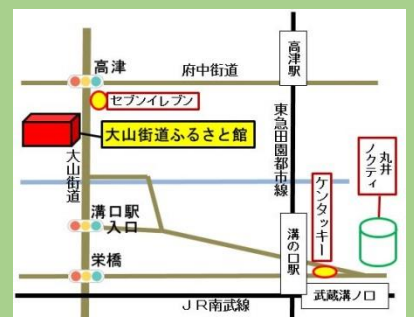 高津
府中街道
高津駅
セブンイレブン
大山街道ふるさと館
東急田園都市線
丸井
ノクティ
大山街道
ケンタッキー
溝口駅
入口
溝の口駅
栄橋
武蔵溝ノ口
JR南武線